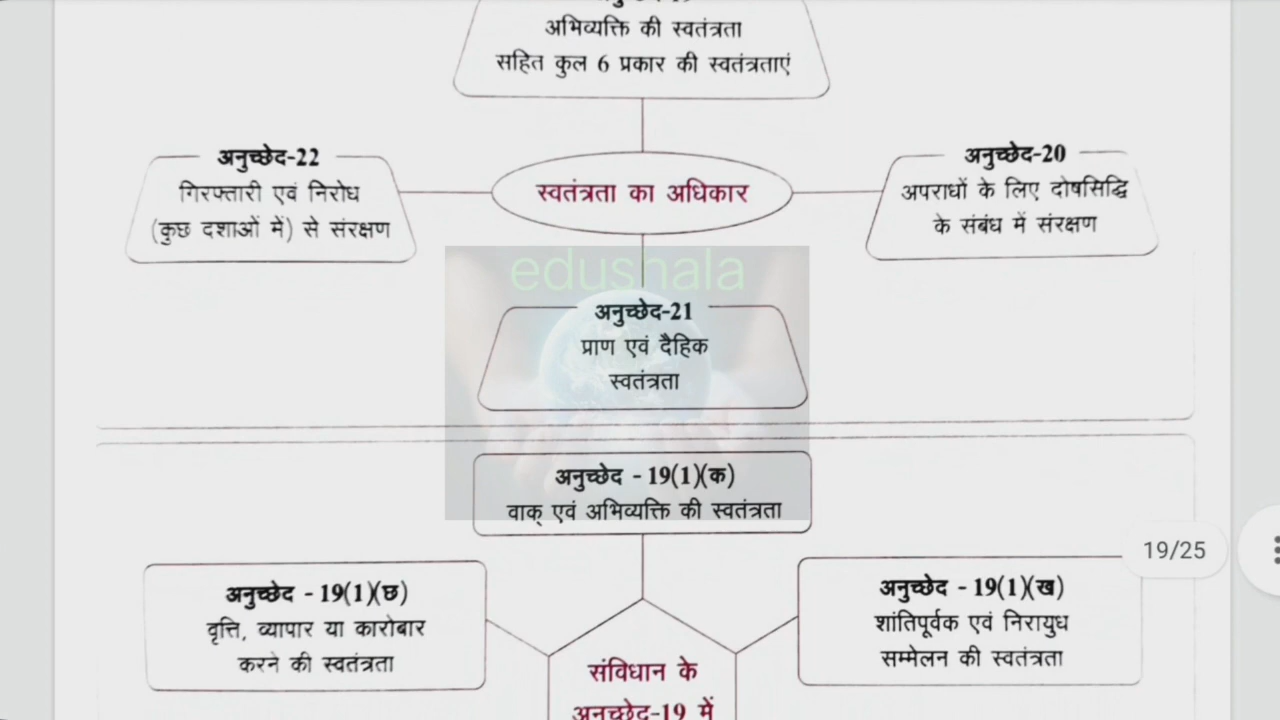 अभिव्यक्ति की स्वतंत्रता
सहित कुल 6 प्रकार की स्वतंत्रताएं
अनुच्छेद-22
गिरफ्तारी एवं निरोध
(कुछ दशाओं में) से संरक्षण
स्वतंत्रता का अधिकार
अनुच्छेद-20
अपराधों के लिए दोषसिद्धि
के संबंध में संरक्षण
edushala
अनुच्छेद-21
प्राण एवं दैहिक
स्वतंत्रता
अनुच्छेद - 19(1)(क)
वाक् एवं अभिव्यक्ति की स्वतंत्रता
19/25
अनुच्छेद - 19(1)(छ)
वृत्ति, व्यापार या कारोबार
करने की स्वतंत्रता
अनुच्छेद - 19(1)(ख)
शांतिपूर्वक एवं निरायुध
सम्मेलन की स्वतंत्रता
संविधान के
अनुच्छेद-19 में